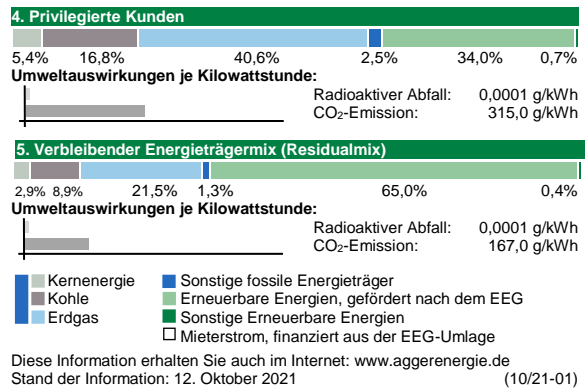 4. Privilegierte Kunden
5,4% 16,8% 40,6% 2,5% 34,0% 0,7%
Umweltauswirkungen je Kilowattstunde:
Radioaktiver Abfall: 0,0001 g/kWh
CO₂-Emission: 315,0 g/kWh
5. Verbleibender Energieträgermix (Residualmix)
2,9% 8,9% 21,5% 1,3% 65,0% 0,4%
Umweltauswirkungen je Kilowattstunde:
Radioaktiver Abfall: 0,0001 g/kWh
CO₂-Emission: 167,0 g/kWh
Kernenergie Sonstige fossile Energieträger
Kohle Erneuerbare Energien, gefördert nach dem EEG
Erdgas Sonstige Erneuerbare Energien
Mieterstrom, finanziert aus der EEG-Umlage
Diese Information erhalten Sie auch im Internet: www.aggerenergie.de
Stand der Information: 12. Oktober 2021 (10/21-01)